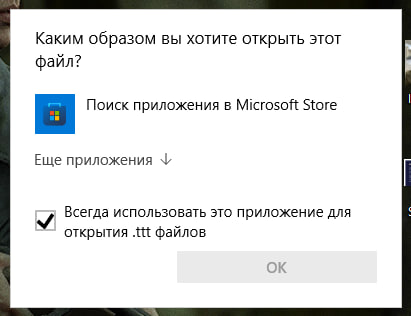 Каким образом вы хотите открыть этот
файл?
Поиск приложения в Microsoft Store
Еще приложения ↓
Всегда использовать это приложение для
открытия .ttt файлов
ОК